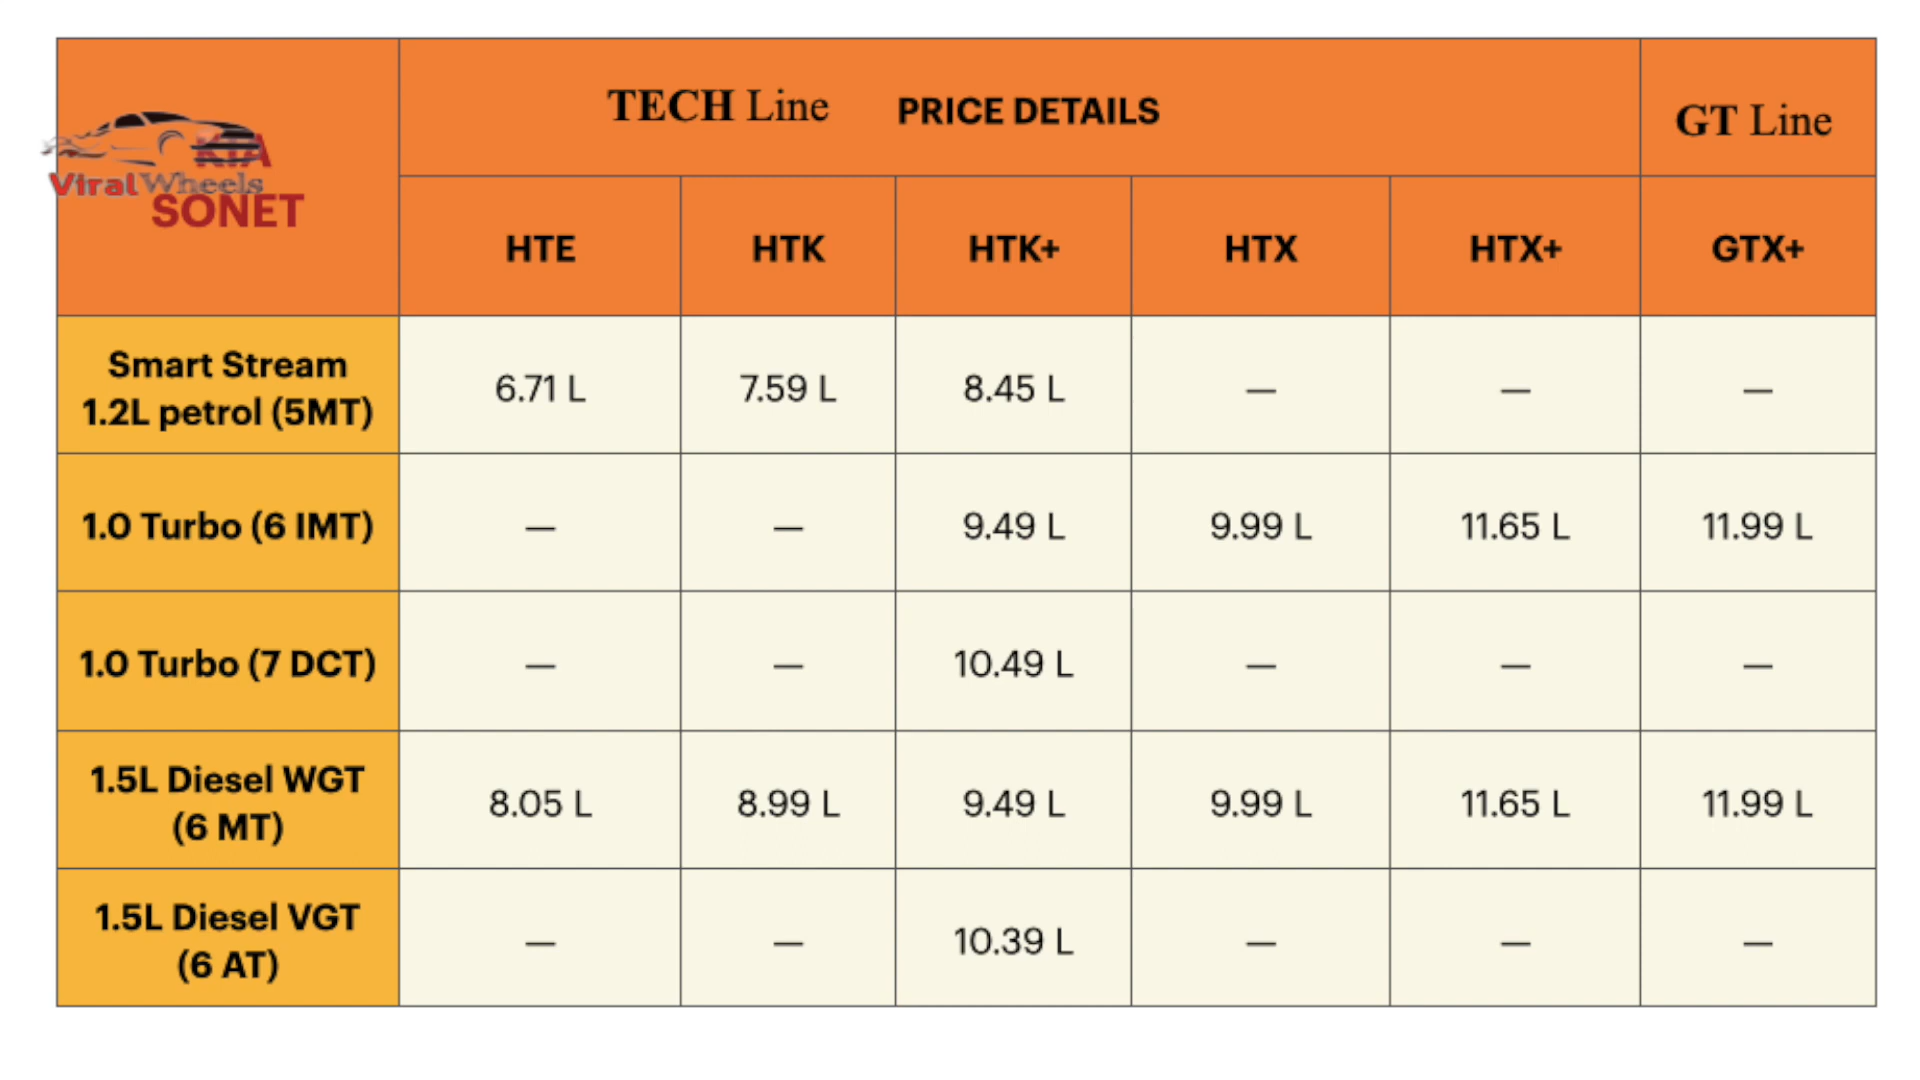 TECH Line PRICE DETAILS
GT Line
KIA
ViralWheels
SONET
HTE HTK HTK+ HTX HTX+ GTX+
Smart Stream
1.2L petrol (5MT)
6.71 L 7.59 L 8.45 L — — —
1.0 Turbo (6 IMT) — — 9.49 L 9.99 L 11.65 L 11.99 L
1.0 Turbo (7 DCT) — — 10.49 L — — —
1.5L Diesel WGT
(6 MT)
8.05 L 8.99 L 9.49 L 9.99 L 11.65 L 11.99 L
1.5L Diesel VGT
(6 AT)
— — 10.39 L — — —